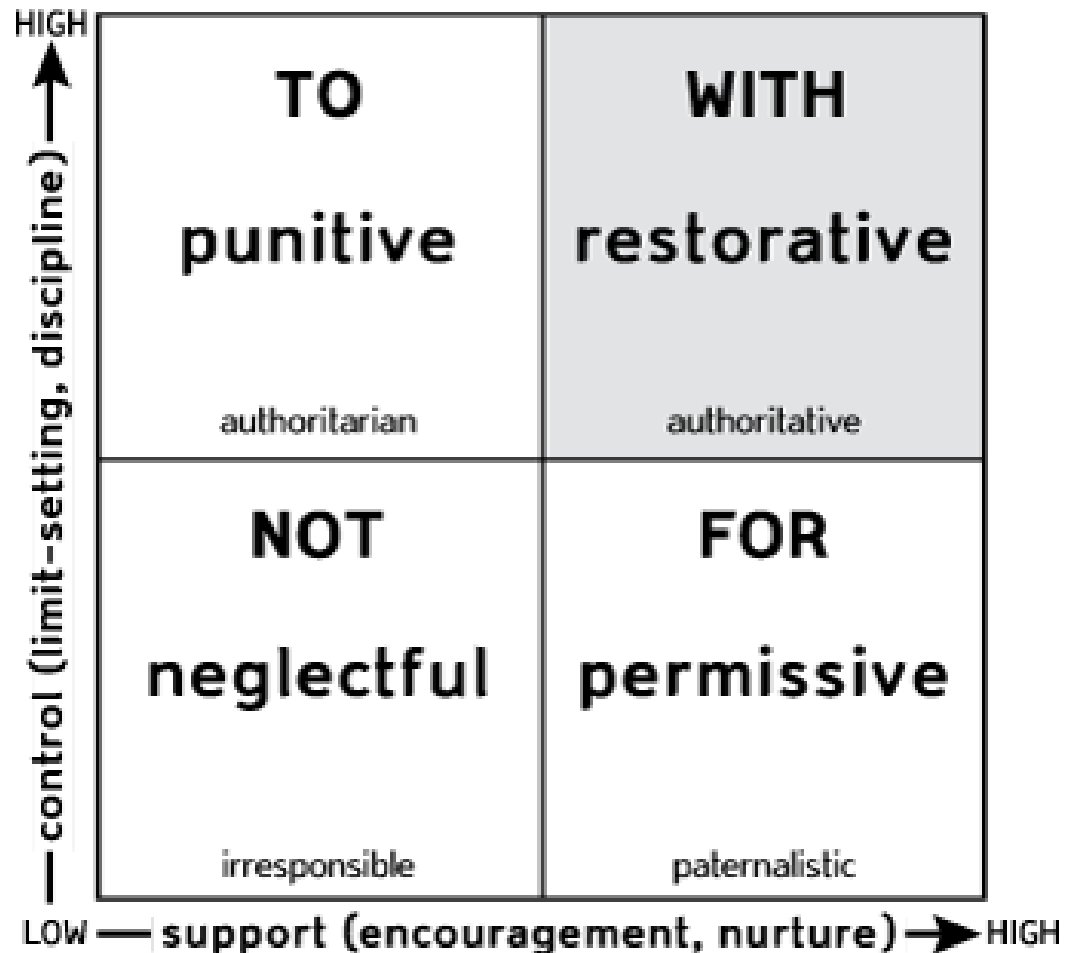 HIGH
TO
WITH
punitive
restorative
authoritarian
authoritative
control (limit-setting, discipline)
NOT
FOR
neglectful
permissive
irresponsible
paternalistic
LOW
support (encouragement, nurture)
HIGH